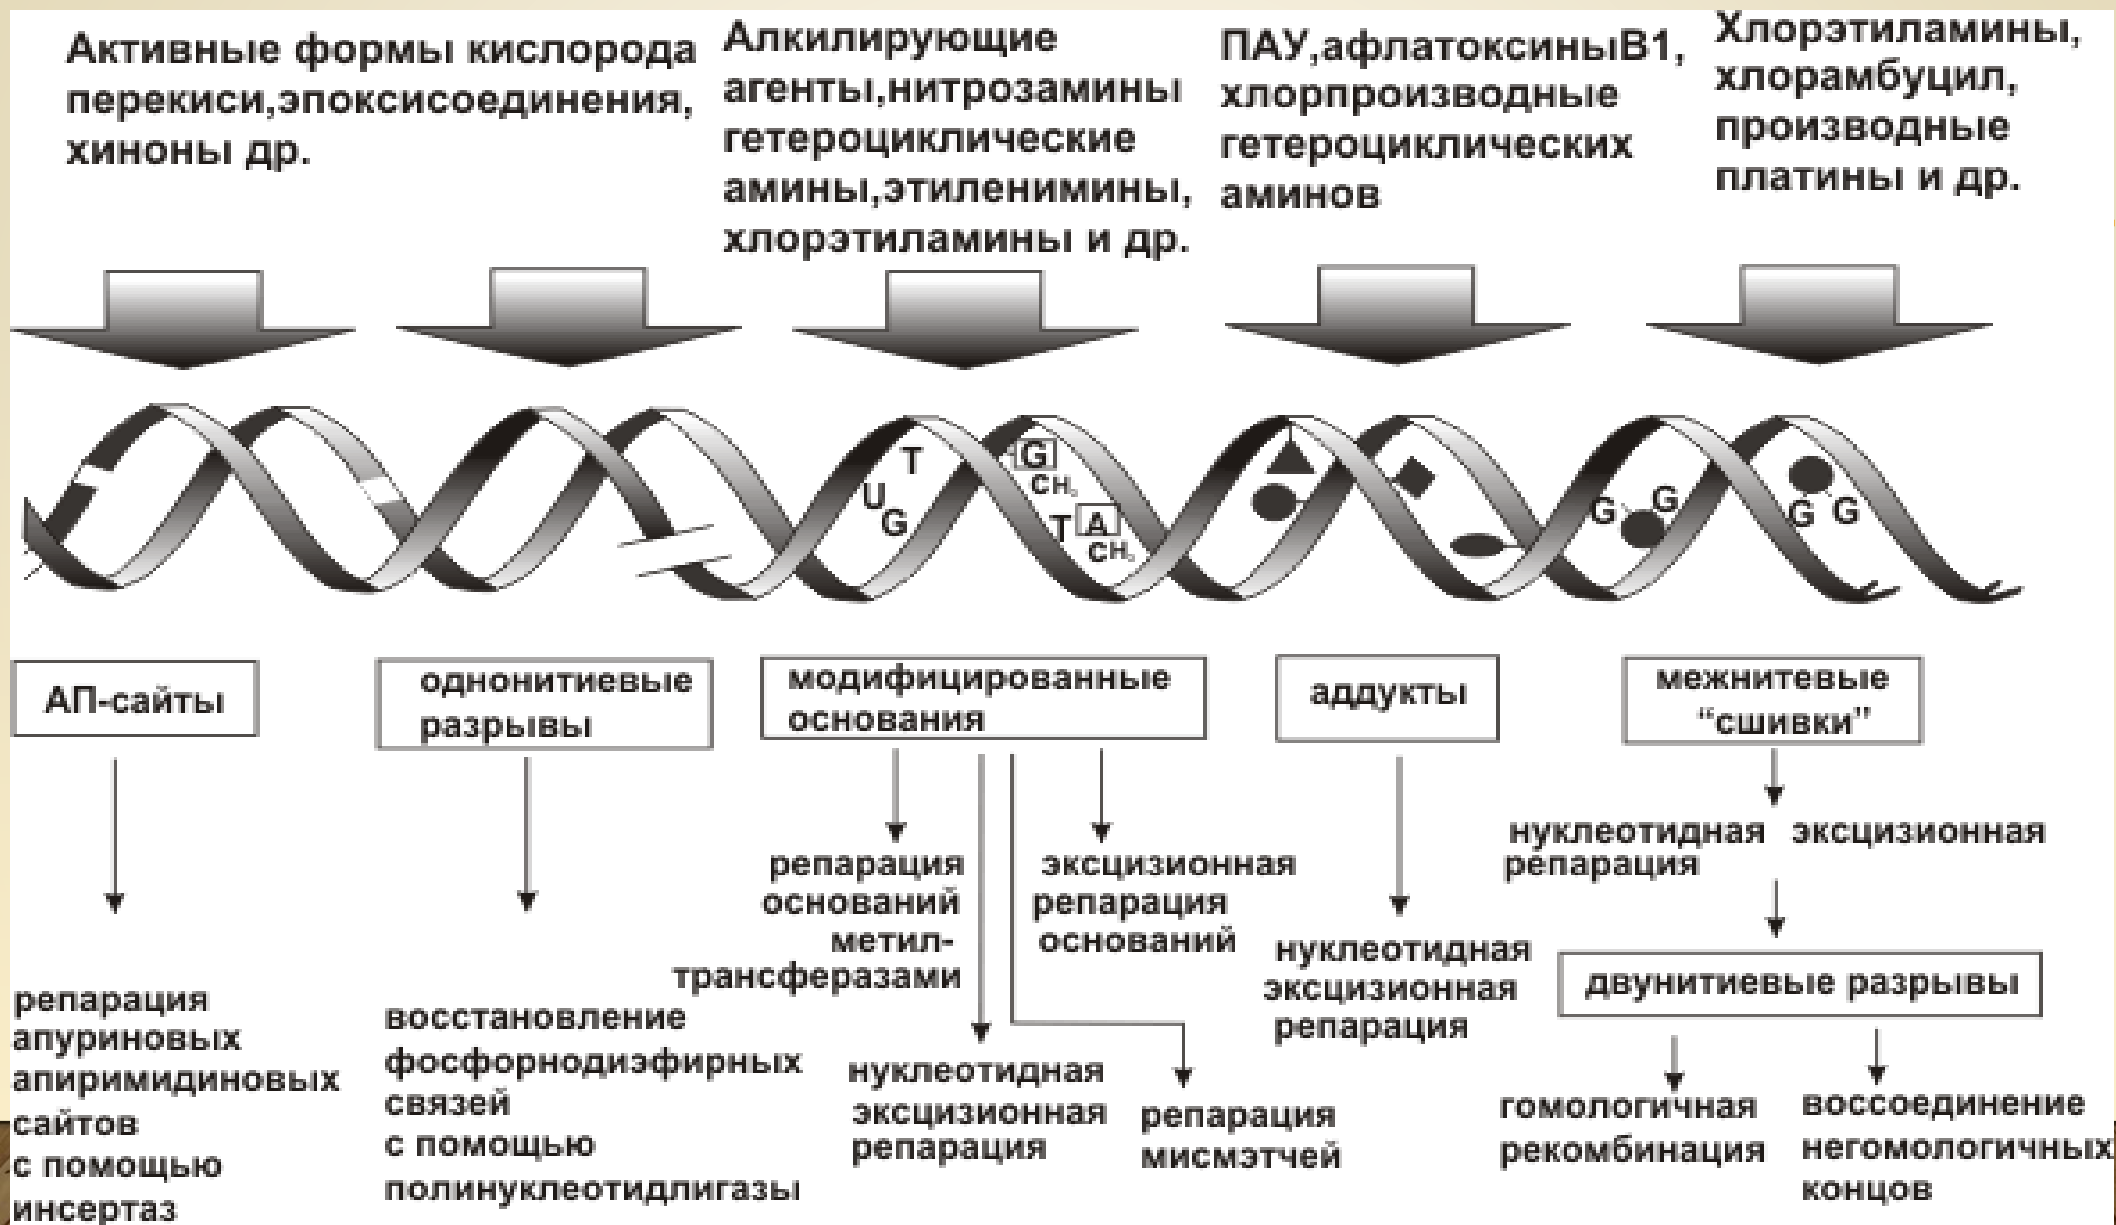 Активные формы кислорода
перекиси,эпоксисоединения,
хиноны др.
Алкилирующие
агенты,нитрозамины
гетероциклические
амины,этиленимины,
хлорэтиламины и др.
ПАУ,афлатоксиныВ1,
хлорпроизводные
гетероциклических
аминов
Хлорэтиламины,
хлорамбуцил,
производные
платины и др.
T
U
G
G
CH₃
T A
CH₃
G G
G G
АП-сайты
однонитиевые
разрывы
модифицированные
основания
аддукты
межнитевые
“сшивки”
репарация
апуриновых
апиримидиновых
сайтов
с помощью
инсертаз
восстановление
фосфорнодиэфирных
связей
с помощью
полинуклеотидлигазы
репарация
оснований
метил-
трансферазами
эксцизионная
репарация
оснований
нуклеотидная
эксцизионная
репарация
репарация
мисмэтчей
нуклеотидная
эксцизионная
репарация
нуклеотидная эксцизионная
репарация
двунитиевые разрывы
гомологичная
рекомбинация
воссоединение
негомологичных
концов